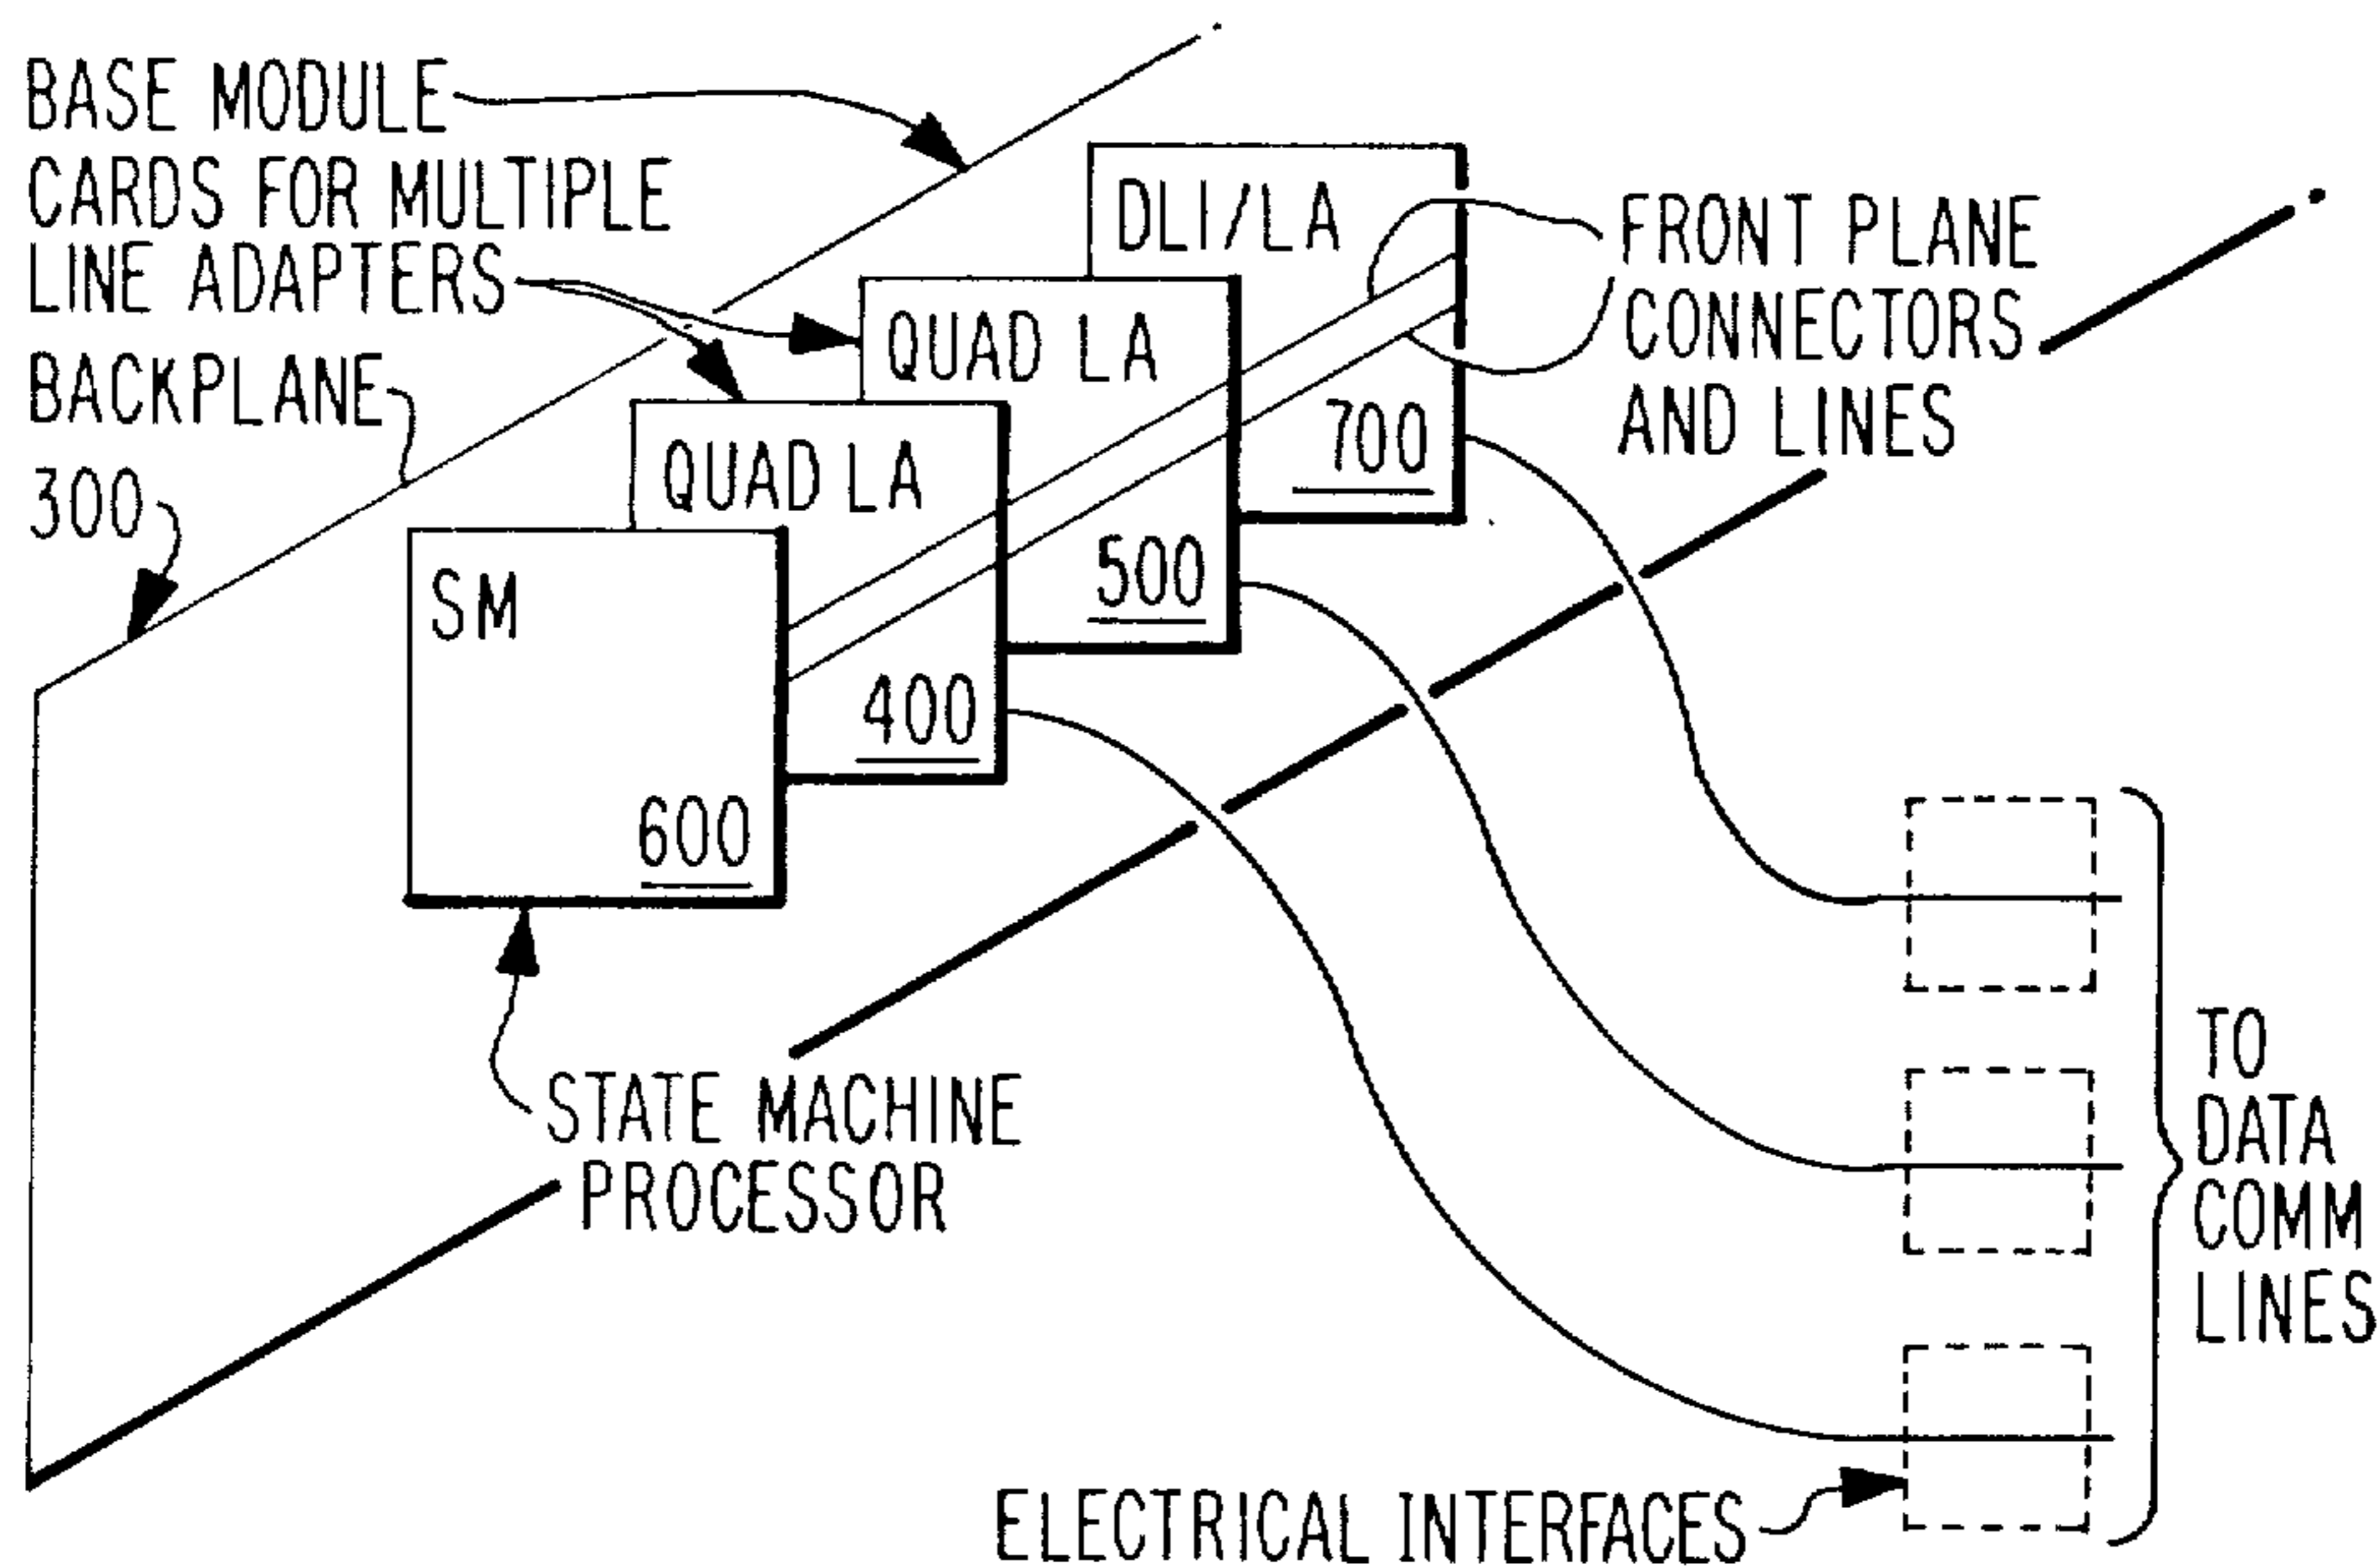 BASE MODULE
CARDS FOR MULTIPLE
LINE ADAPTERS
BACKPLANE
300
DLI/LA
700
QUAD LA
500
QUAD LA
400
SM
600
FRONT PLANE
CONNECTORS
AND LINES
STATE MACHINE
PROCESSOR
TO
DATA
COMM
LINES
ELECTRICAL INTERFACES